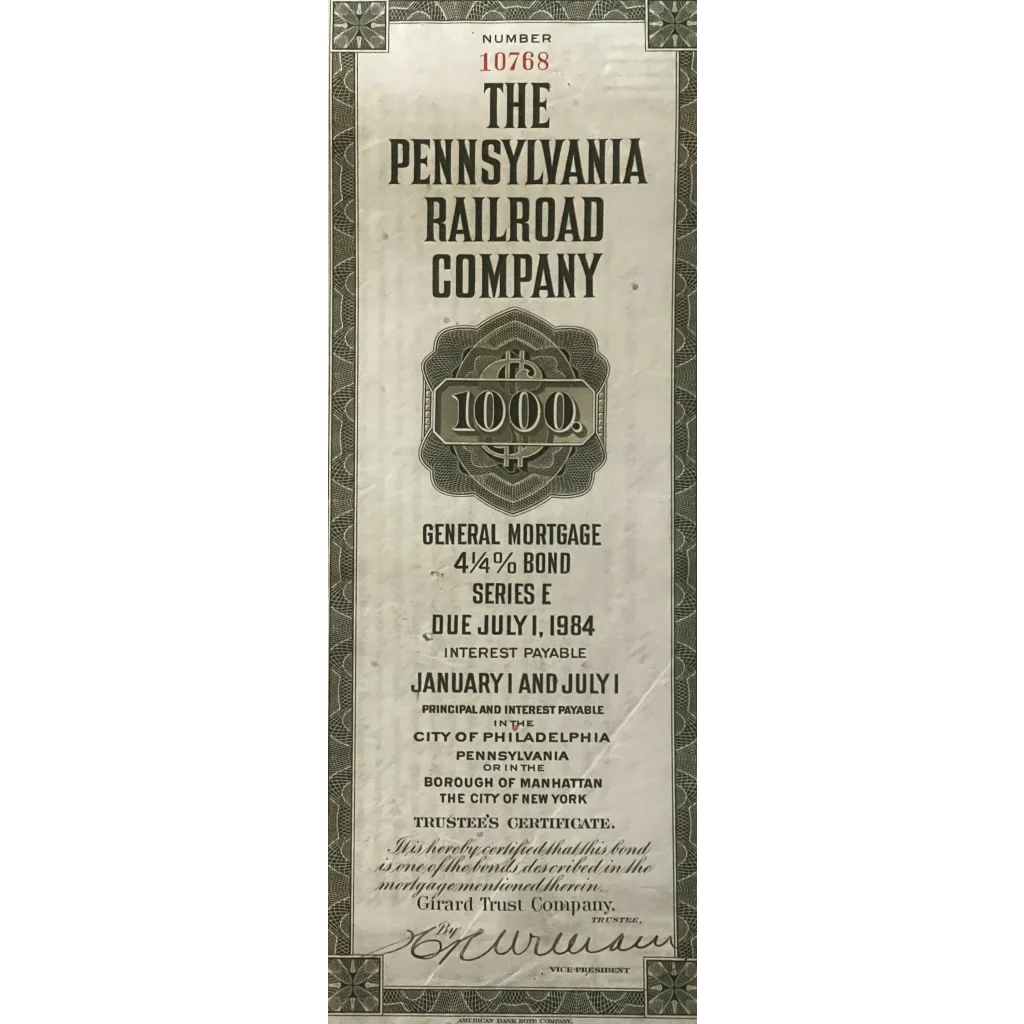 NUMBER
10768
THE
PENNSYLVANIA
RAILROAD
COMPANY
$
1000.
GENERAL MORTGAGE
4¼% BOND
SERIES E
DUE JULY 1, 1984
INTEREST PAYABLE
JANUARY 1 AND JULY 1
PRINCIPAL AND INTEREST PAYABLE
IN THE
CITY OF PHILADELPHIA
PENNSYLVANIA
OR IN THE
BOROUGH OF MANHATTAN
THE CITY OF NEW YORK
TRUSTEE'S CERTIFICATE.
It is hereby certified that this bond
is one of the bonds described in the
mortgage mentioned therein.
Girard Trust Company,
TRUSTEE,
By
VICE-PRESIDENT
AMERICAN BANK NOTE COMPANY.